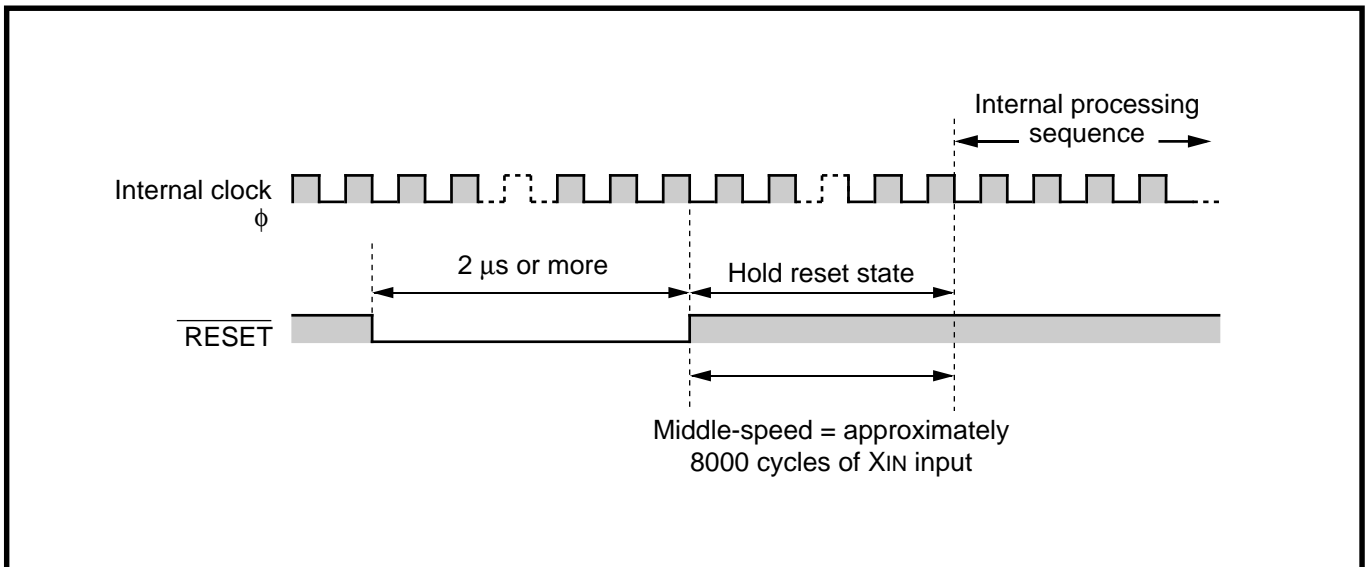 Internal processing
sequence
Internal clock
ϕ
2 μs or more
Hold reset state
RESET
Middle-speed = approximately
8000 cycles of XIN input